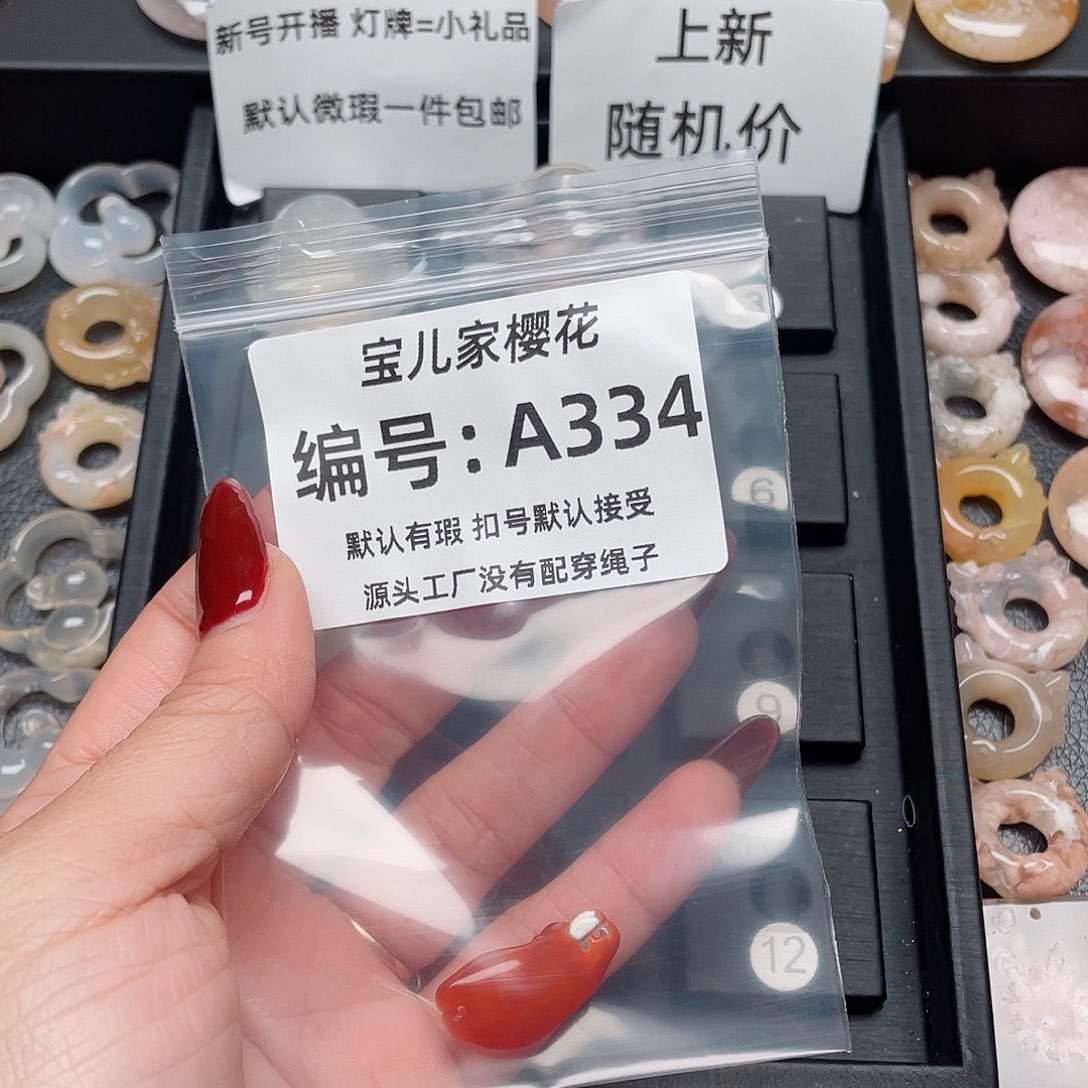 新号开播 灯牌=小礼品
默认微瑕一件包邮
上新
随机价
宝儿家樱花
编号：A334
默认有瑕 扣号默认接受
源头工厂没有配穿绳子
3
6
9
12